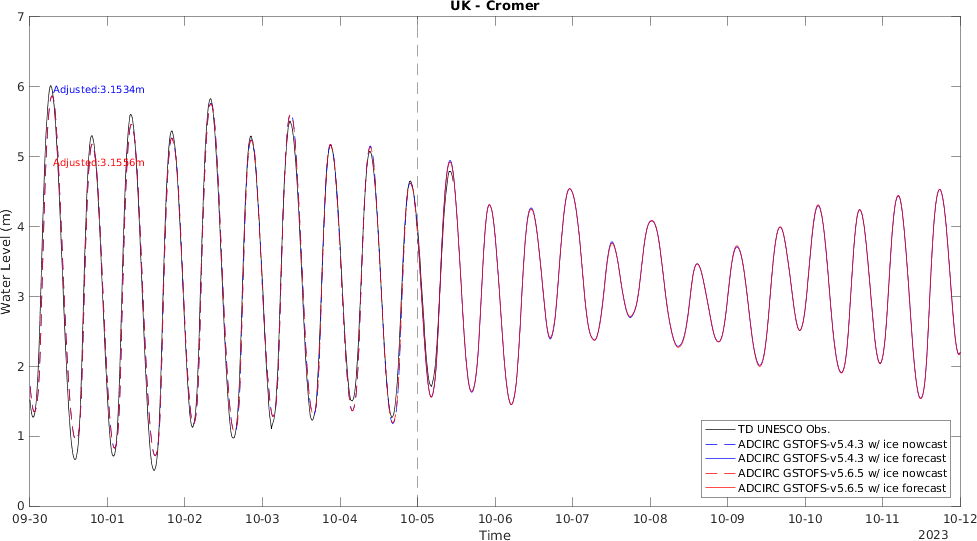 UK - Cromer
7
6
5
4
3
2
1
0
Water Level (m)
Adjusted:3.1534m
Adjusted:3.1556m
TD UNESCO Obs.
ADCIRC GSTOFS-v5.4.3 w/ ice nowcast
ADCIRC GSTOFS-v5.4.3 w/ ice forecast
ADCIRC GSTOFS-v5.6.5 w/ ice nowcast
ADCIRC GSTOFS-v5.6.5 w/ ice forecast
09-30 10-01 10-02 10-03 10-04 10-05 10-06 10-07 10-08 10-09 10-10 10-11 10-12
Time
2023